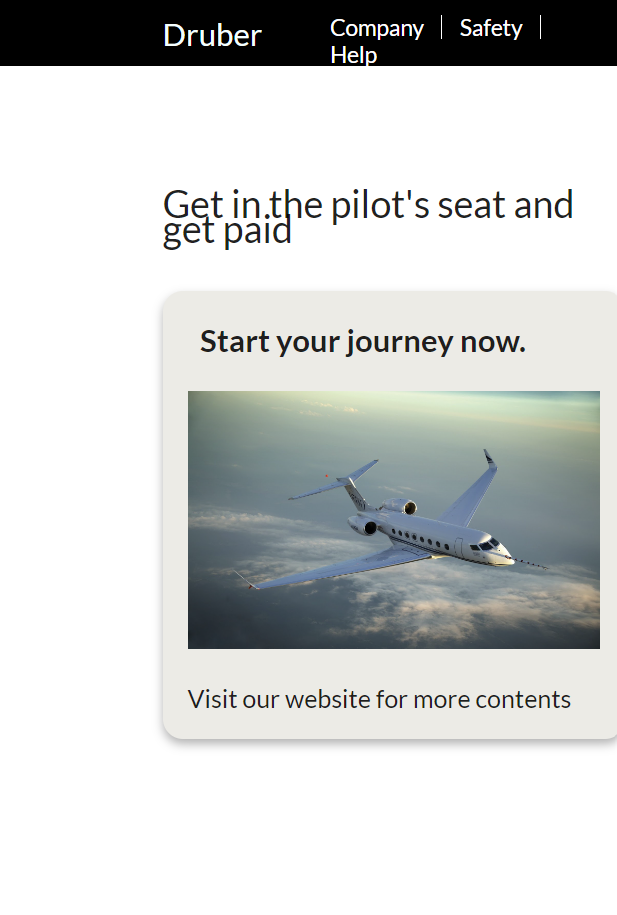 Druber
Company
Safety
Help
Get in the pilot's seat and
get paid
Start your journey now.
Visit our website for more contents